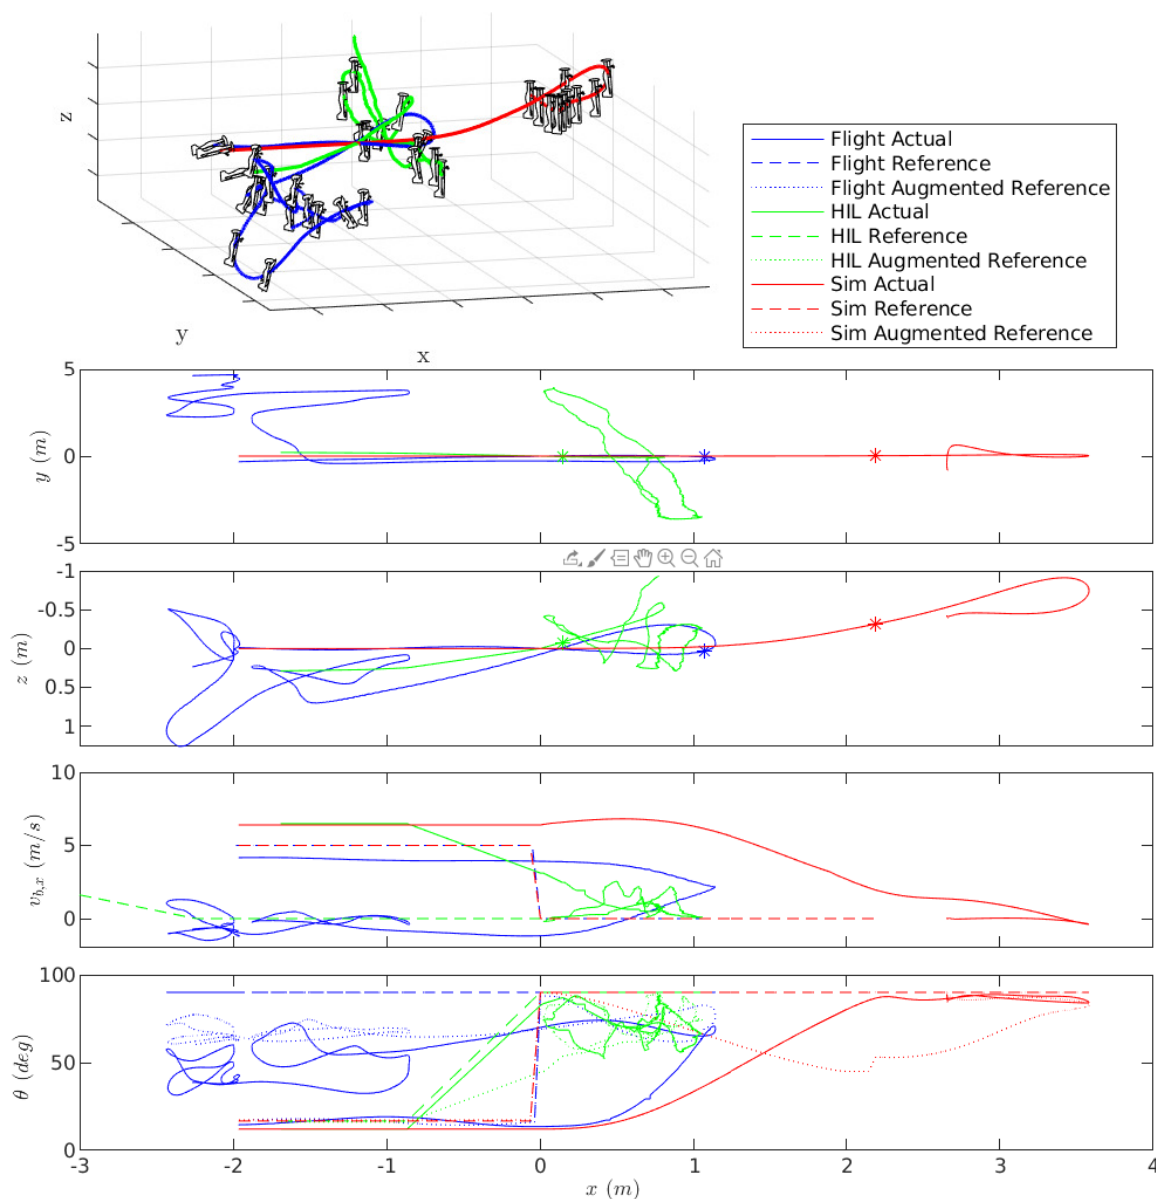 z
y
x
Flight Actual
Flight Reference
Flight Augmented Reference
HIL Actual
HIL Reference
HIL Augmented Reference
Sim Actual
Sim Reference
Sim Augmented Reference
5
0
-5
y (m)
-1
-0.5
0
0.5
1
z (m)
10
5
0
v_{b,x} (m/s)
100
50
0
θ (deg)
-3 -2 -1 0 1 2 3 4
x (m)